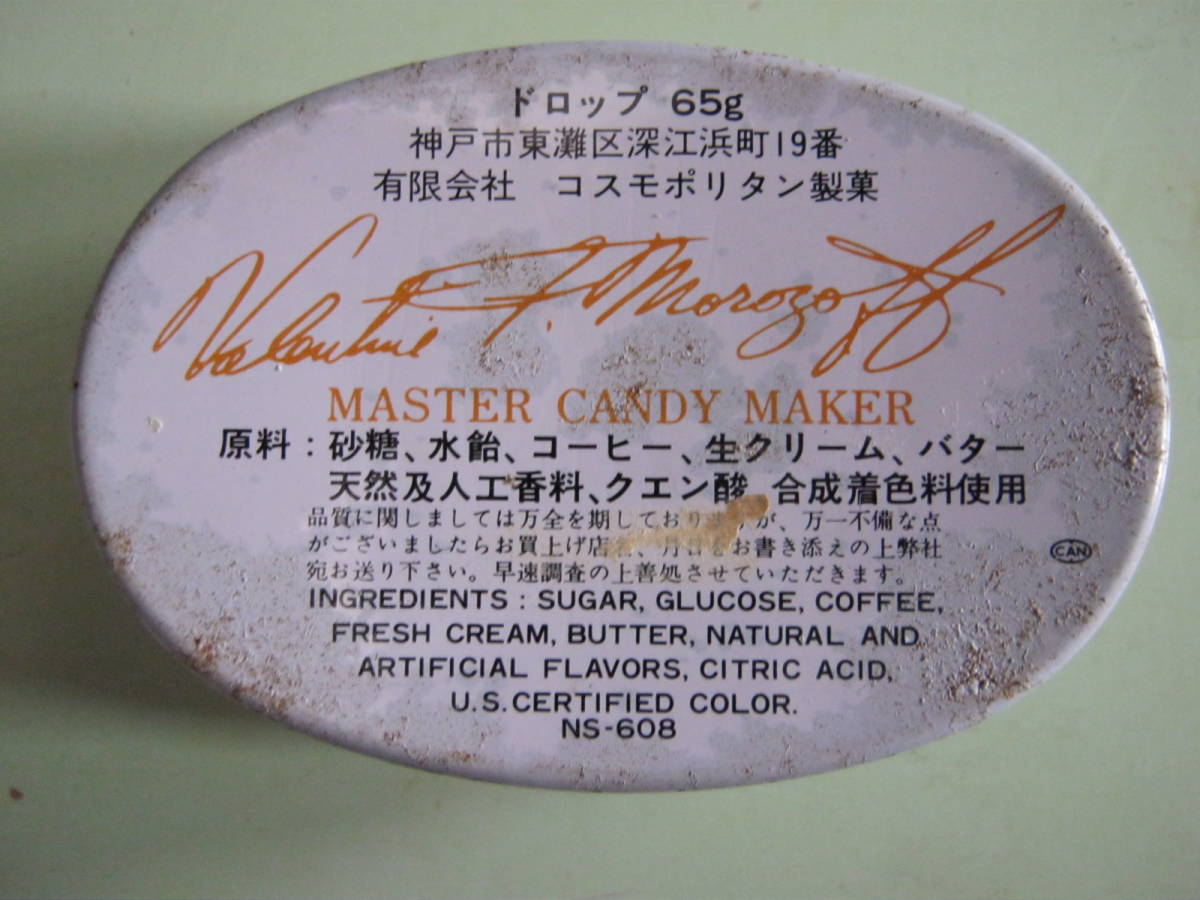 ドロップ 65g
神戸市東灘区深江浜町19番
有限会社 コスモポリタン製菓
Valentine F. Morozoff
MASTER CANDY MAKER
原料：砂糖、水飴、コーヒー、生クリーム、バター
天然及人工香料、クエン酸 合成着色料使用
品質に関しましては万全を期しておりますが、万一不備な点
がございましたらお買上げ店名、月日をお書き添えの上弊社
宛お送り下さい。早速調査の上善処させていただきます。
CAN
INGREDIENTS : SUGAR, GLUCOSE, COFFEE,
FRESH CREAM, BUTTER, NATURAL AND
ARTIFICIAL FLAVORS, CITRIC ACID,
U.S. CERTIFIED COLOR.
NS-608